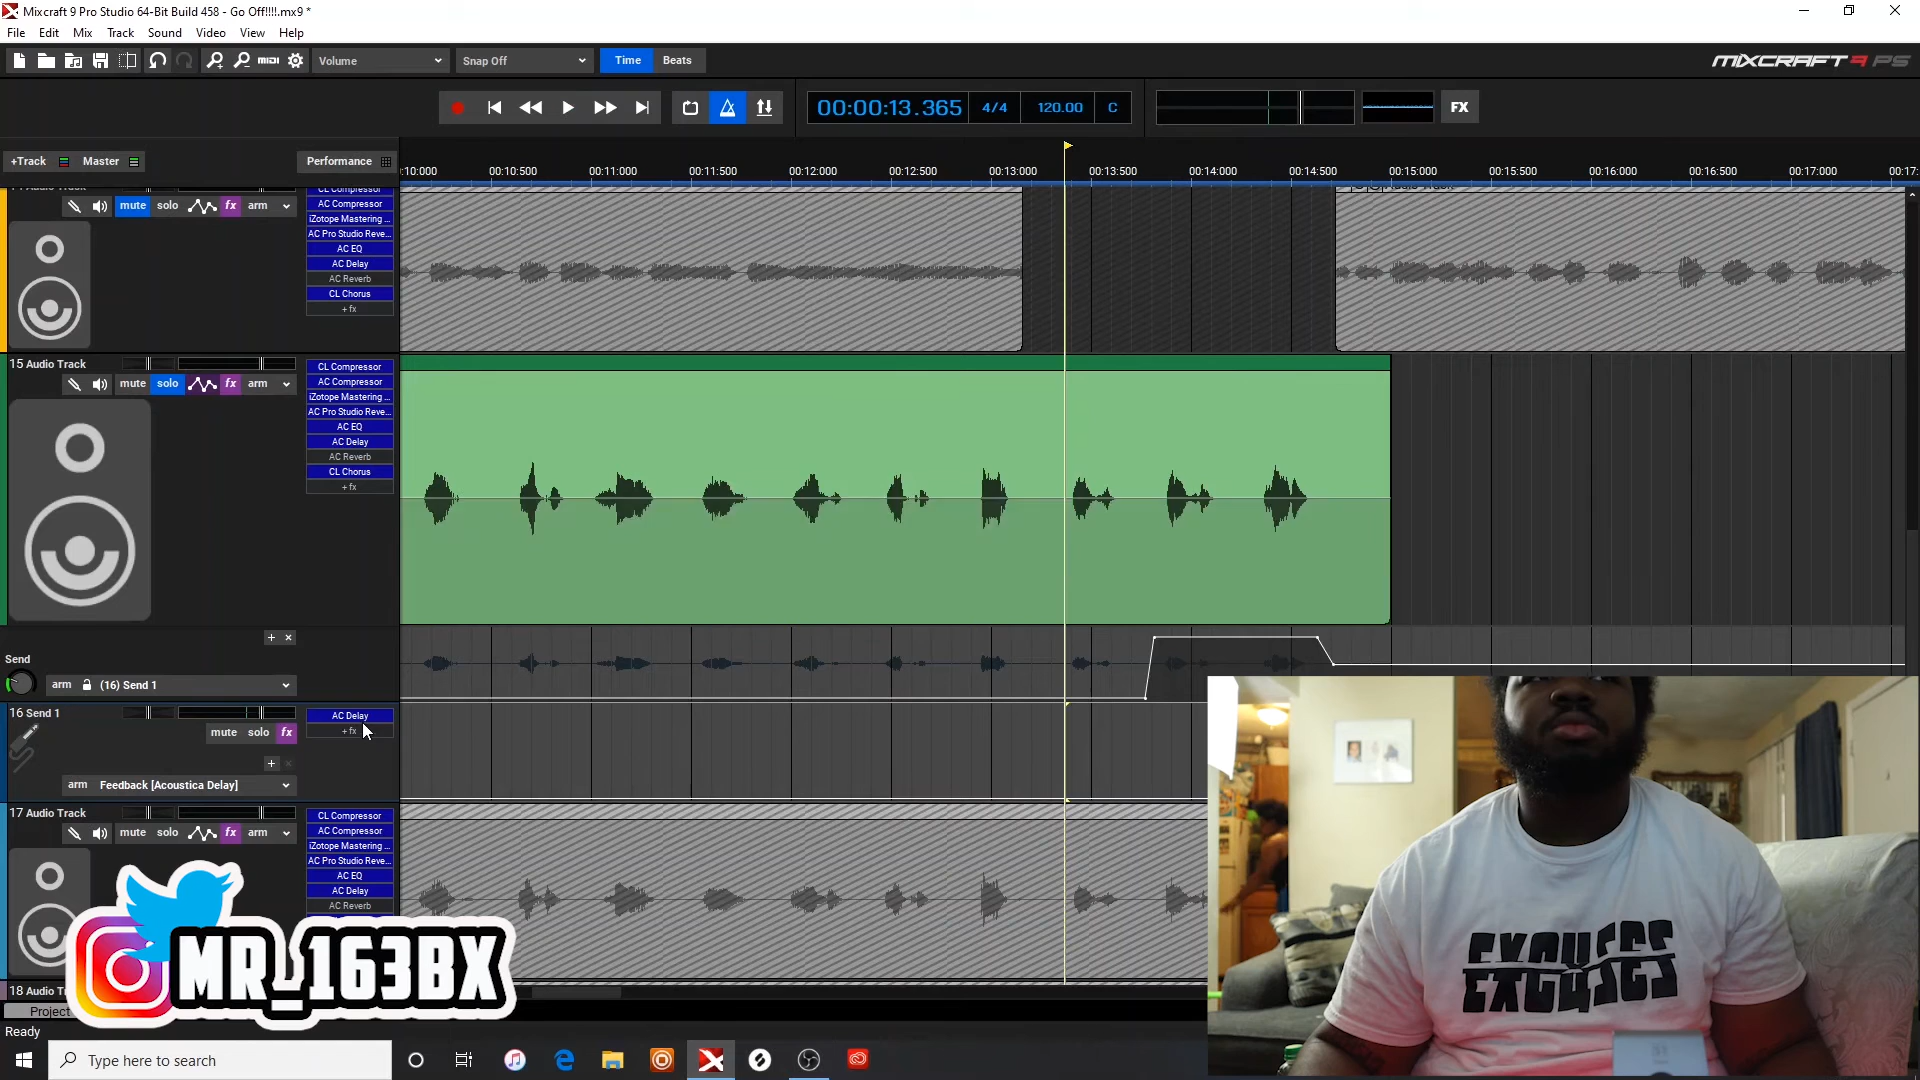 Mixcraft 9 Pro Studio 64-Bit Build 458 - Go Off!!!!.mx9 *
File Edit Mix Track Sound Video View Help
MIDI Volume Snap Off Time Beats MIXCRAFT 9 PS
00:00:13.365 4/4 120.00 C FX
+Track Master Performance
:10:000 00:10:500 00:11:000 00:11:500 00:12:000 00:12:500 00:13:000 00:13:500 00:14:000 00:14:500 00:15:000 00:15:500 00:16:000 00:16:500 00:17:000 00:17:
CL Compressor
mute solo fx arm
AC Compressor
iZotope Mastering ...
AC Pro Studio Reve...
AC EQ
AC Delay
AC Reverb
CL Chorus
+ fx
15 Audio Track
mute solo fx arm
CL Compressor
AC Compressor
iZotope Mastering ...
AC Pro Studio Reve...
AC EQ
AC Delay
AC Reverb
CL Chorus
+ fx
Send
arm (16) Send 1
16 Send 1
mute solo fx
AC Delay
+ fx
arm Feedback [Acoustica Delay]
17 Audio Track
mute solo fx arm
CL Compressor
AC Compressor
iZotope Mastering ...
AC Pro Studio Reve...
AC EQ
AC Delay
AC Reverb
MR_163BX
18 Audio Tr
Project
Ready
Type here to search
EXCUSES